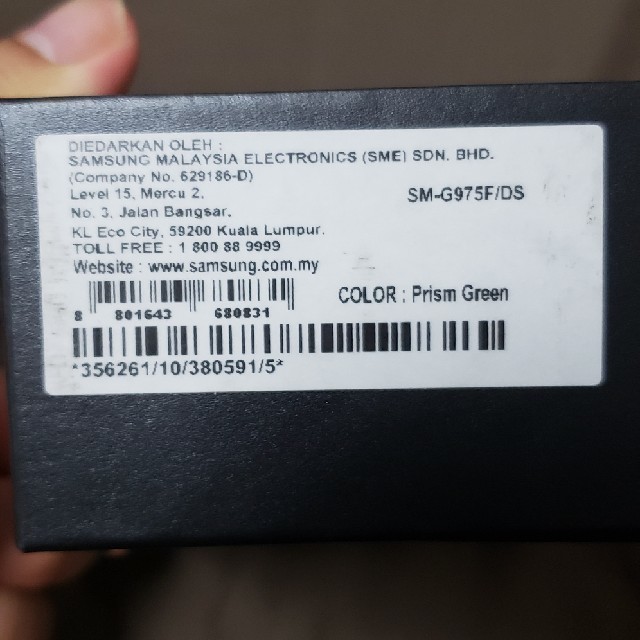 DIEDARKAN OLEH :
SAMSUNG MALAYSIA ELECTRONICS (SME) SDN. BHD.
(Company No. 629186-D)
Level 15, Mercu 2,
SM-G975F/DS
No. 3, Jalan Bangsar,
KL Eco City, 59200 Kuala Lumpur.
TOLL FREE : 1 800 88 9999
Website : www.samsung.com.my
COLOR : Prism Green
8 801643 680831
*356261/10/380591/5*